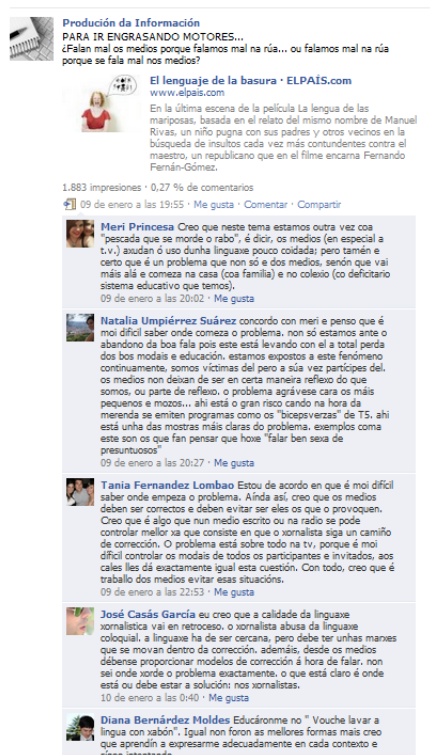 Produción da Información
PARA IR ENGRASANDO MOTORES...
¿Falan mal os medios porque falamos mal na rúa... ou falamos mal na rúa
porque se fala mal nos medios?
El lenguaje de la basura · ELPAÍS.com
www.elpais.com
En la última escena de la película La lengua de las
mariposas, basada en el relato del mismo nombre de Manuel
Rivas, un niño pugna con sus padres y otros vecinos en la
búsqueda de insultos cada vez más contundentes contra el
maestro, un republicano que en el filme encarna Fernando
Fernán-Gómez.
1.883 impresiones · 0,27 % de comentarios
09 de enero a las 19:55 · Me gusta · Comentar · Compartir
Meri Princesa Creo que neste tema estamos outra vez coa
"pescada que se morde o rabo", é dicir, os medios (en especial a
t.v.) axudan ó uso dunha linguaxe pouco coidada; pero tamén e
certo que é un problema que non só e dos medios, senón que vai
máis alá e comeza na casa (coa familia) e no colexio (co deficitario
sistema educativo que temos).
09 de enero a las 20:02 · Me gusta
Natalia Umpiérrez Suárez concordo con meri e penso que é
moi dificil saber onde comeza o problema. non só estamos ante o
abandono da boa fala pois este está levando con el a total perda
dos bos modais e educación. estamos expostos a este fenómeno
continuamente, somos víctimas del pero a súa vez partícipes del.
os medios non deixan de ser en certa maneira reflexo do que
somos, ou parte de reflexo. o problema agrávese cara os máis
pequenos e mozos... ahi está o gran risco cando na hora da
merenda se emiten programas como os "bicepsverzas" de T5. ahi
está unha das mostras máis claras do problema. exemplos coma
este son os que fan pensar que hoxe "falar ben sexa de
presuntuosos"
09 de enero a las 20:27 · Me gusta
Tania Fernandez Lombao Estou de acordo en que é moi difícil
saber onde empeza o problema. Aínda así, creo que os medios
deben ser correctos e deben evitar ser eles os que o provoquen.
Creo que é algo que nun medio escrito ou na radio se pode
controlar mellor xa que consiste en que o xornalista siga un camiño
de corrección. O problema está sobre todo na tv, porque é moi
difícil controlar os modais de todos os participantes e invitados, aos
cales lles dá exactamente igual esta cuestión. Con todo, creo que é
traballo dos medios evitar esas situacións.
09 de enero a las 22:53 · Me gusta
José Casás García eu creo que a calidade da linguaxe
xornalística vai en retroceso. o xornalista abusa da linguaxe
coloquial. a linguaxe ha de ser cercana, pero debe ter unhas marxes
que se movan dentro da corrección. ademáis, desde os medios
débense proporcionar modelos de corrección á hora de falar. non
sei onde xorde o problema exactamente. o que está claro é onde
está ou debe estar a solución: nos xornalistas.
10 de enero a las 0:40 · Me gusta
Diana Bernárdez Moldes Educáronme no " Vouche lavar a
lingua con xabón". Igual non foron as mellores formas mais creo
que aprendín a expresarme adecuadamente en cada contexto e